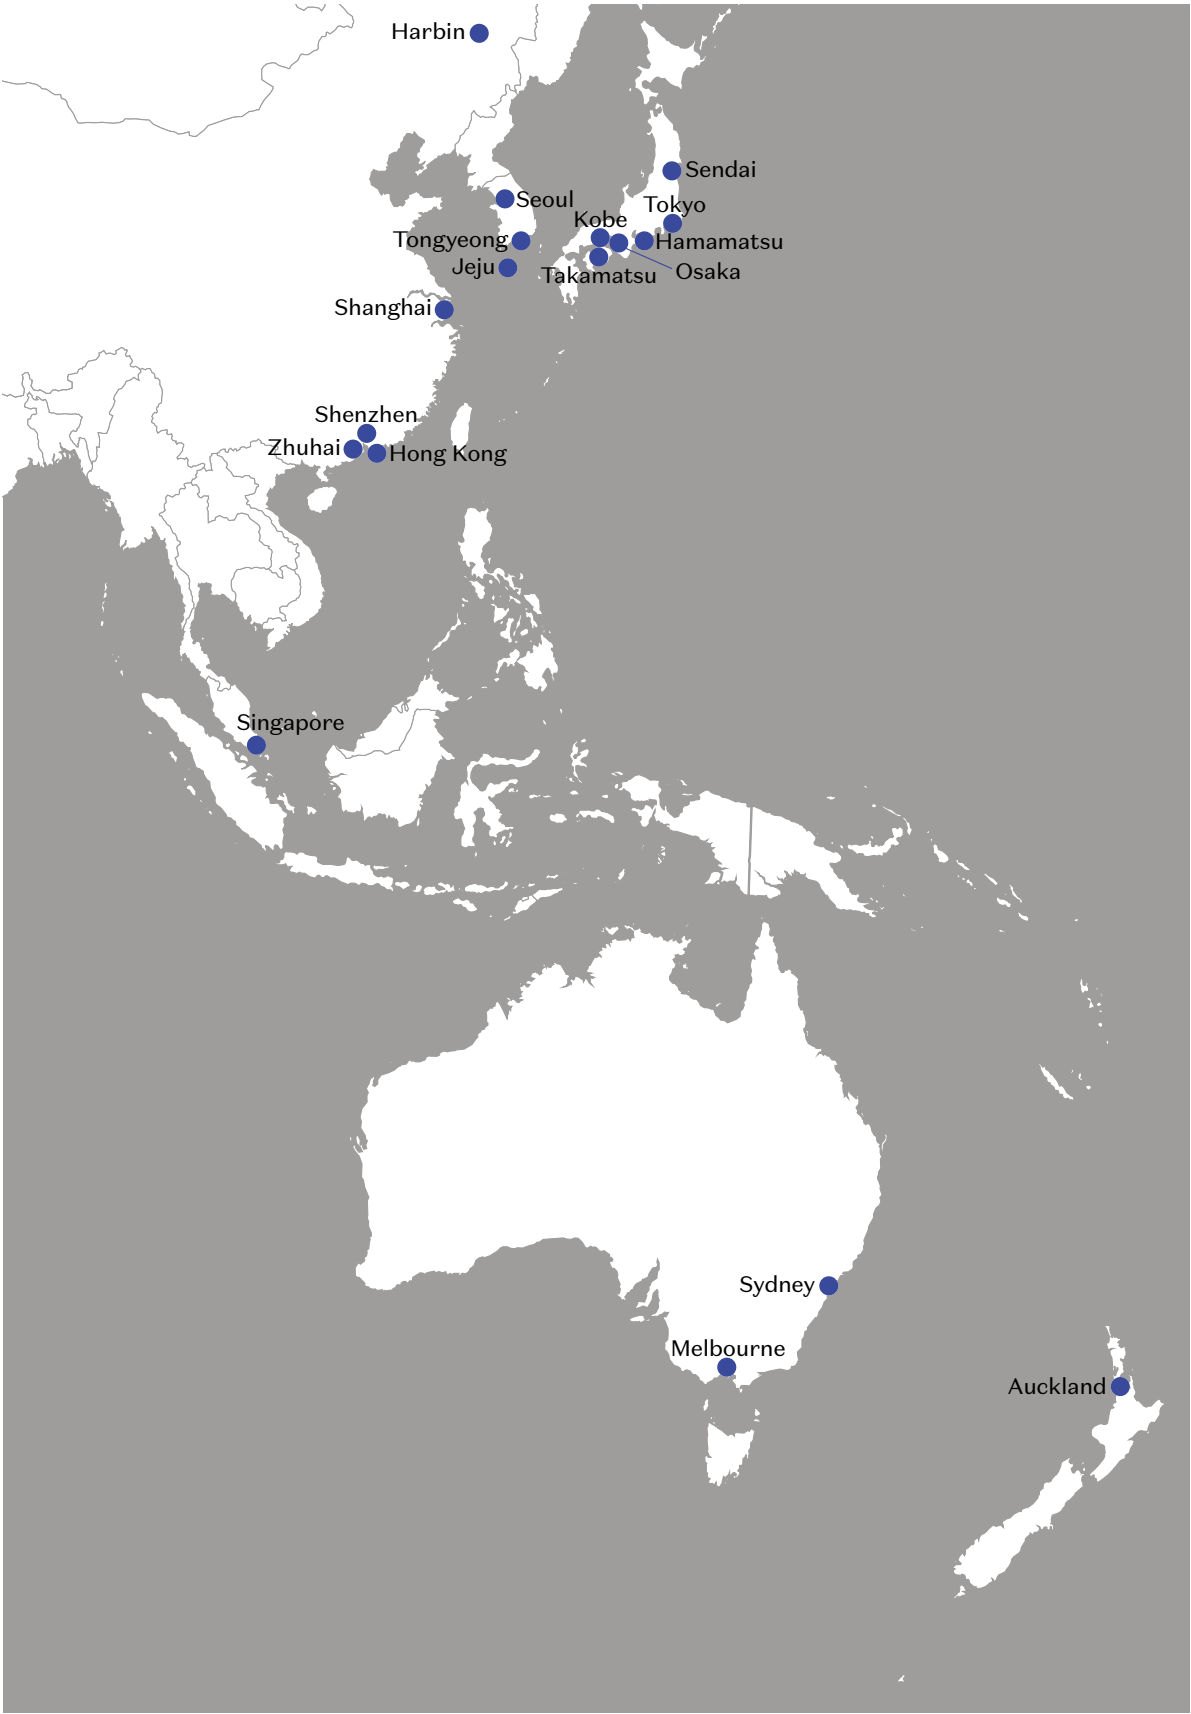 Harbin
Sendai
Seoul
Tokyo
Kobe
Tongyeong
Hamamatsu
Jeju
Takamatsu
Osaka
Shanghai
Shenzhen
Zhuhai
Hong Kong
Singapore
Sydney
Melbourne
Auckland